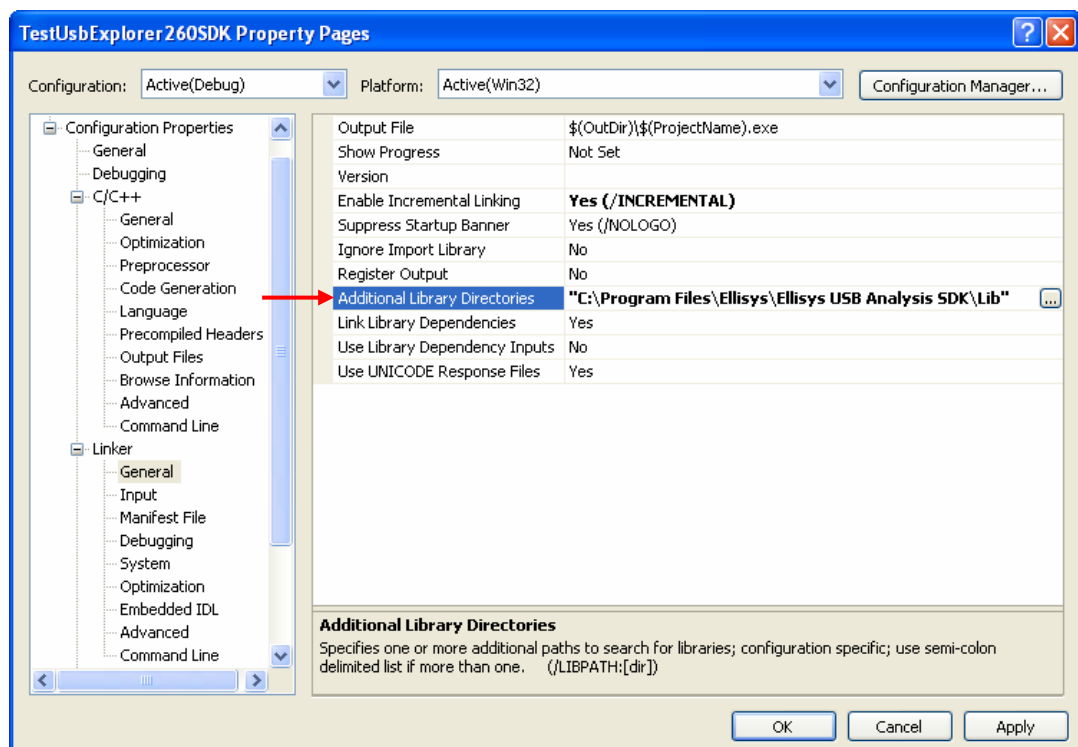 TestUsbExplorer260SDK Property Pages
Configuration: Active(Debug) Platform: Active(Win32) Configuration Manager...
Configuration Properties
General
Debugging
C/C++
General
Optimization
Preprocessor
Code Generation
Language
Precompiled Headers
Output Files
Browse Information
Advanced
Command Line
Linker
General
Input
Manifest File
Debugging
System
Optimization
Embedded IDL
Advanced
Command Line
Output File $(OutDir)\$(ProjectName).exe
Show Progress Not Set
Version
Enable Incremental Linking Yes (/INCREMENTAL)
Suppress Startup Banner Yes (/NOLOGO)
Ignore Import Library No
Register Output No
Additional Library Directories "C:\Program Files\Ellisys\Ellisys USB Analysis SDK\Lib" ...
Link Library Dependencies Yes
Use Library Dependency Inputs No
Use UNICODE Response Files Yes
Additional Library Directories
Specifies one or more additional paths to search for libraries; configuration specific; use semi-colon
delimited list if more than one. (/LIBPATH:[dir])
OK Cancel Apply